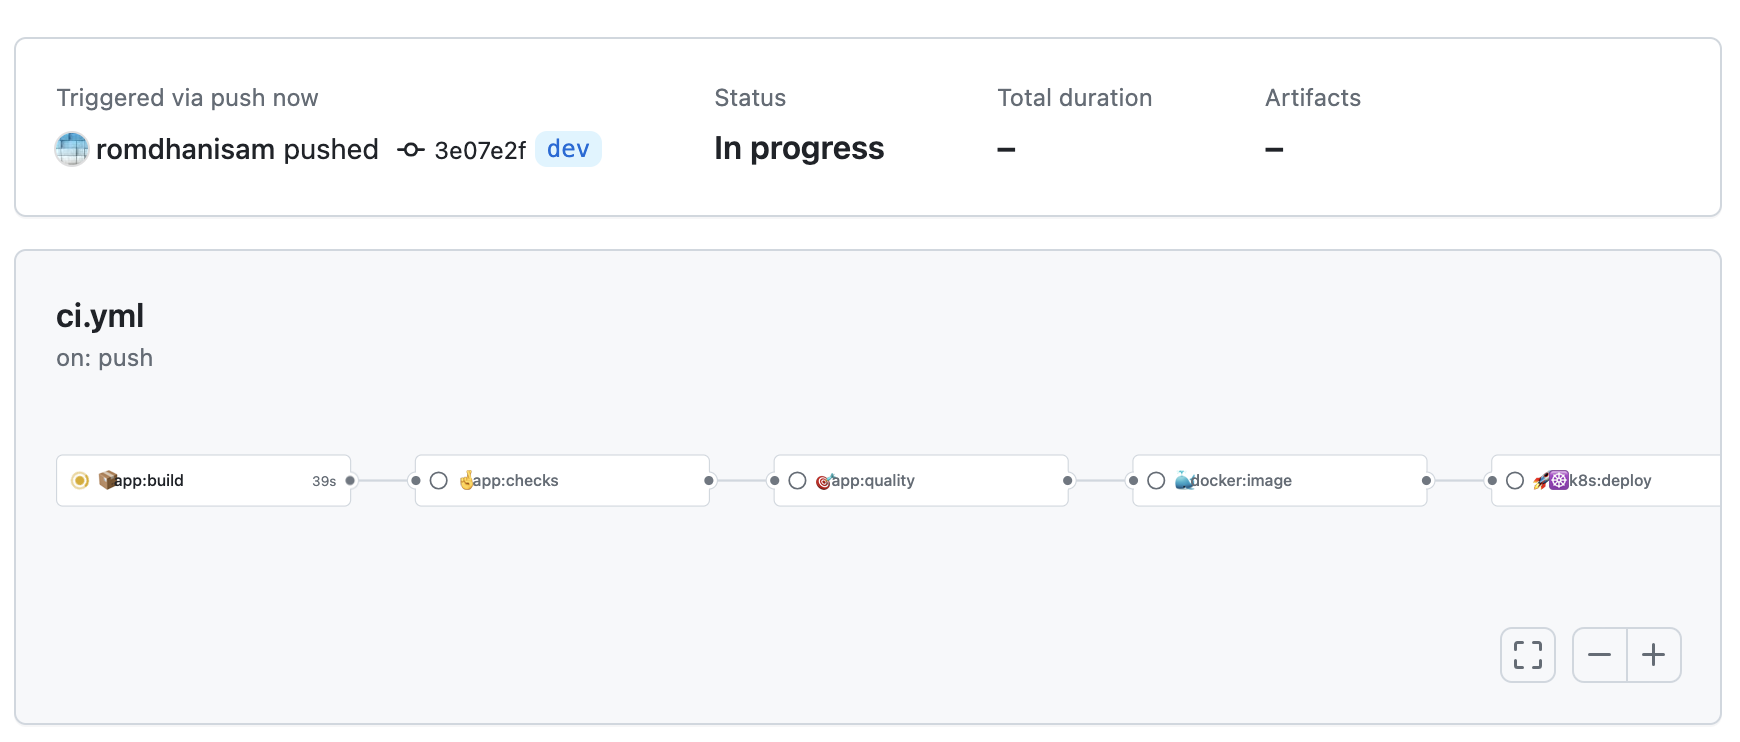 Triggered via push now
romdhanisam pushed 3e07e2f dev
Status
In progress
Total duration
–
Artifacts
–
ci.yml
on: push
📦app:build 39s
🤞app:checks
🎯app:quality
🐳docker:image
🚀☸️k8s:deploy